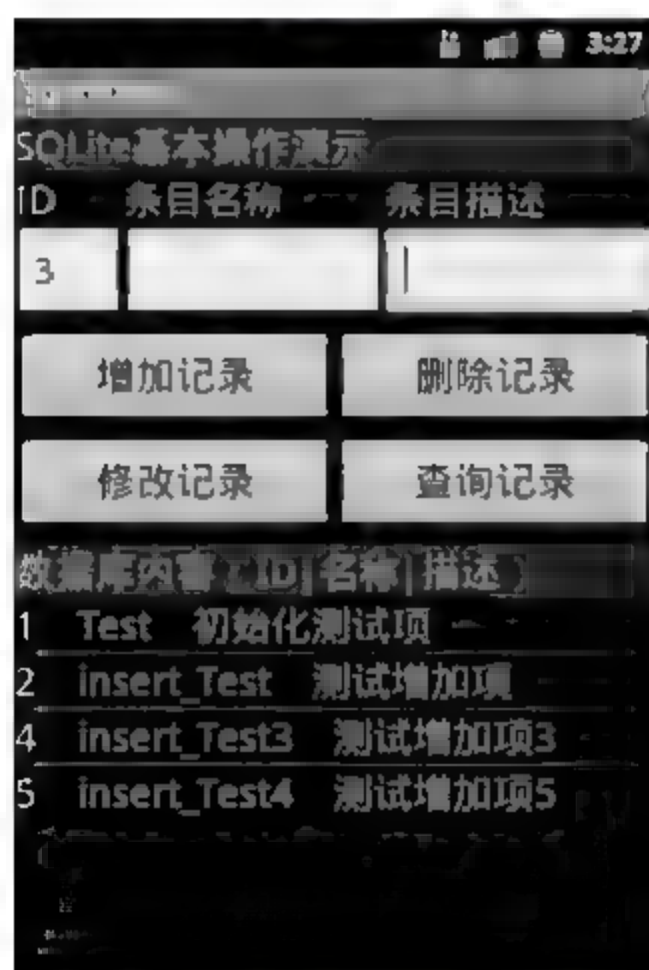 3:27
SQLite基本操作演示
ID 条目名称 条目描述
3
增加记录 删除记录
修改记录 查询记录
数据库内容（ID|名称|描述）
1 Test 初始化测试项
2 insert_Test 测试增加项
4 insert_Test3 测试增加项3
5 insert_Test4 测试增加项5